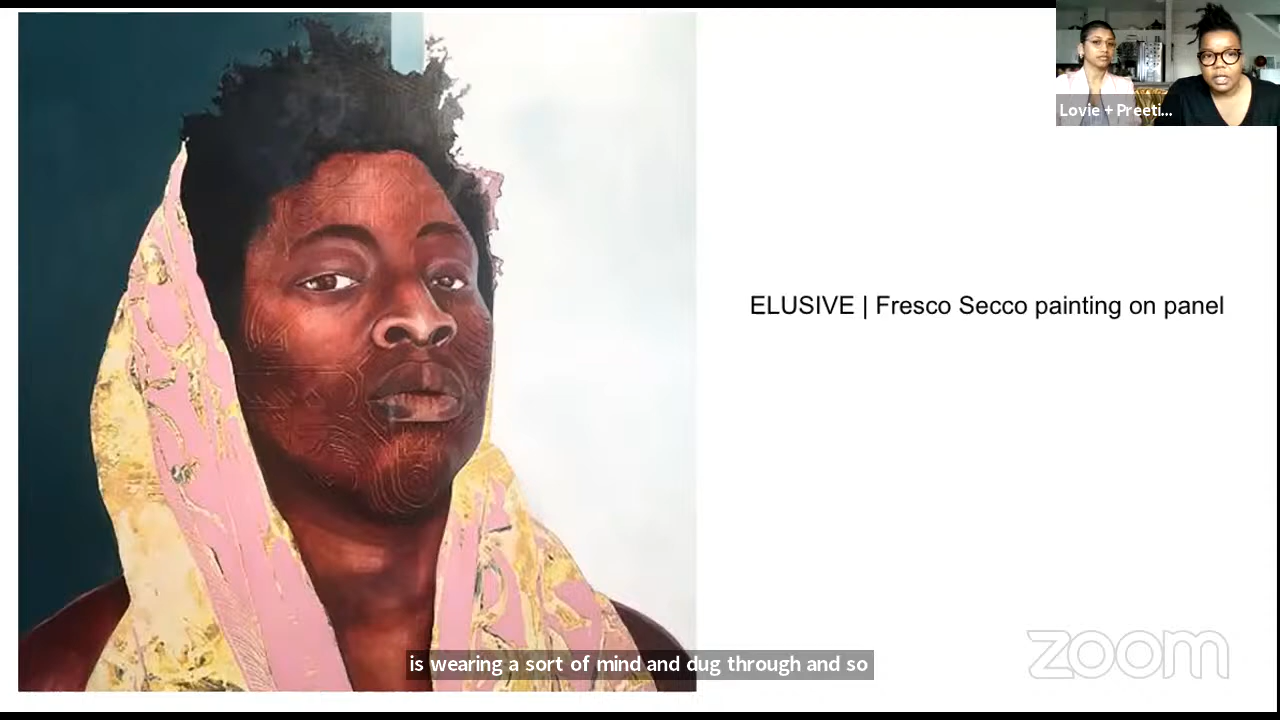 Lovie + Preeti...
ELUSIVE | Fresco Secco painting on panel
zoom
is wearing a sort of mind and dug through and so